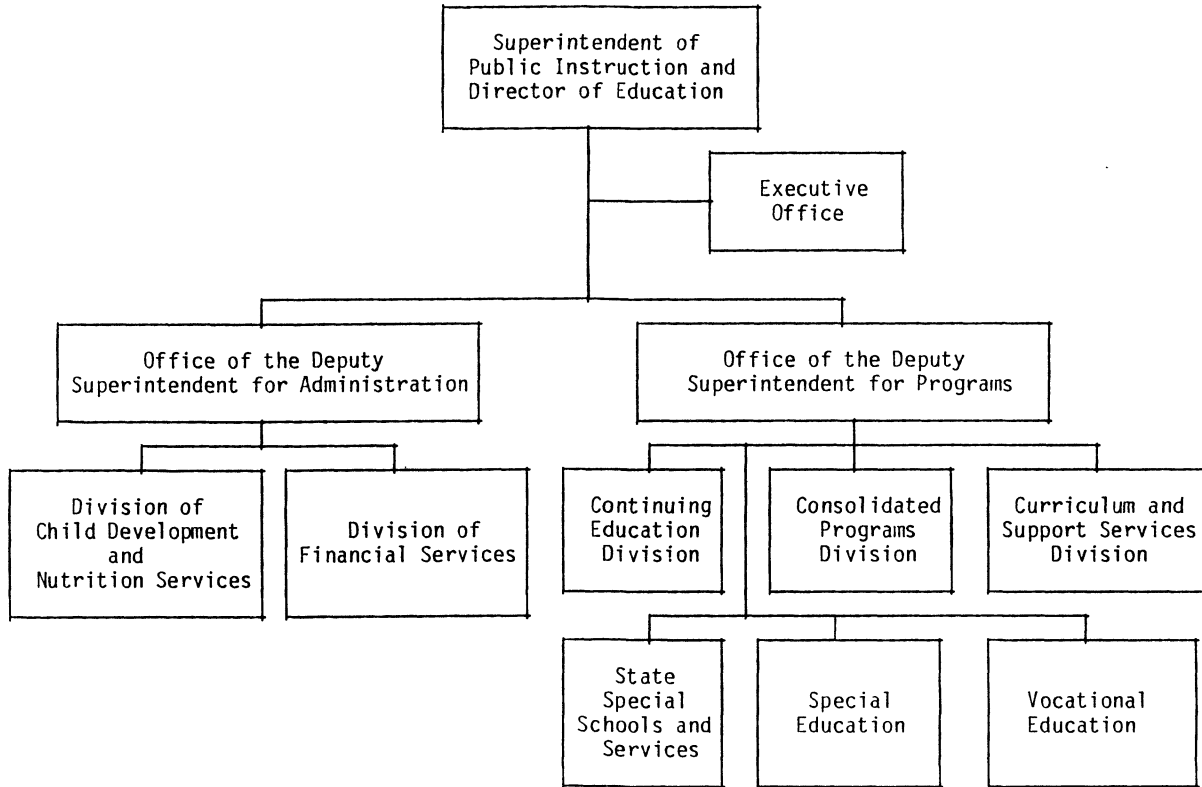 Superintendent of
Public Instruction and
Director of Education
Executive
Office
Office of the Deputy
Superintendent for Administration
Office of the Deputy
Superintendent for Programs
Division of
Child Development
and
Nutrition Services
Division of
Financial Services
Continuing
Education
Division
Consolidated
Programs
Division
Curriculum and
Support Services
Division
State
Special
Schools and
Services
Special
Education
Vocational
Education